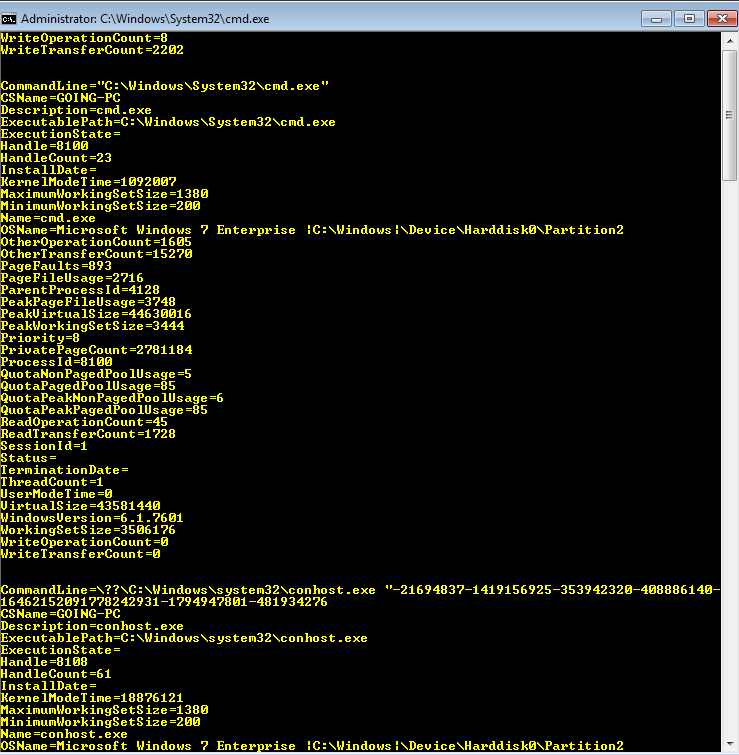 Administrator: C:\Windows\System32\cmd.exe
WriteOperationCount=8
WriteTransferCount=2202
CommandLine="C:\Windows\System32\cmd.exe"
CSName=GOING-PC
Description=cmd.exe
ExecutablePath=C:\Windows\System32\cmd.exe
ExecutionState=
Handle=8100
HandleCount=23
InstallDate=
KernelModeTime=1092007
MaximumWorkingSetSize=1380
MinimumWorkingSetSize=200
Name=cmd.exe
OSName=Microsoft Windows 7 Enterprise |C:\Windows|\Device\Harddisk0\Partition2
OtherOperationCount=1605
OtherTransferCount=15270
PageFaults=893
PageFileUsage=2716
ParentProcessId=4128
PeakPageFileUsage=3748
PeakVirtualSize=44630016
PeakWorkingSetSize=3444
Priority=8
PrivatePageCount=2781184
ProcessId=8100
QuotaNonPagedPoolUsage=5
QuotaPagedPoolUsage=85
QuotaPeakNonPagedPoolUsage=6
QuotaPeakPagedPoolUsage=85
ReadOperationCount=45
ReadTransferCount=1728
SessionId=1
Status=
TerminationDate=
ThreadCount=1
UserModeTime=0
VirtualSize=43581440
WindowsVersion=6.1.7601
WorkingSetSize=3506176
WriteOperationCount=0
WriteTransferCount=0
CommandLine=\??\C:\Windows\system32\conhost.exe "-21694837-1419156925-353942320-408886140-
16462152091778242931-1794947801-481934276
CSName=GOING-PC
Description=conhost.exe
ExecutablePath=C:\Windows\system32\conhost.exe
ExecutionState=
Handle=8108
HandleCount=61
InstallDate=
KernelModeTime=18876121
MaximumWorkingSetSize=1380
MinimumWorkingSetSize=200
Name=conhost.exe
OSName=Microsoft Windows 7 Enterprise |C:\Windows|\Device\Harddisk0\Partition2